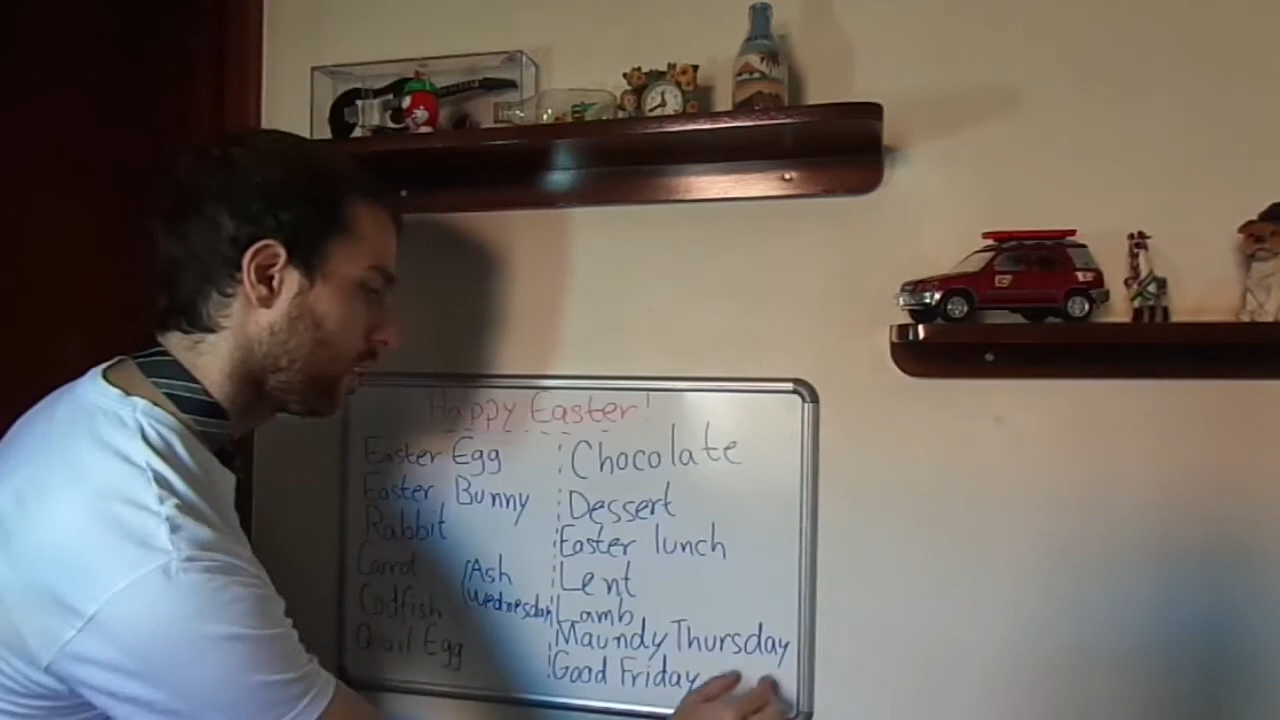 Happy Easter!
Easter Egg
Easter Bunny
Rabbit
Carrot
Codfish
Quail Egg
Ash
Wednesday
Chocolate
Dessert
Easter lunch
Lent
Lamb
Maundy Thursday
Good Friday